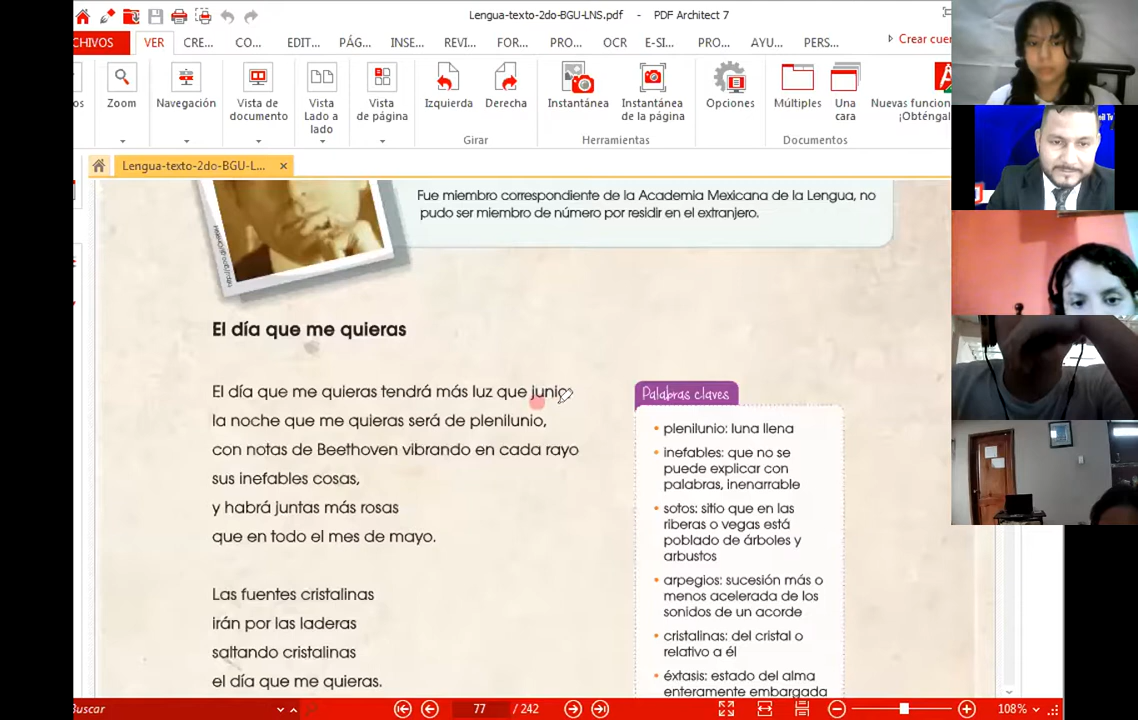 Lengua-texto-2do-BGU-LNS.pdf - PDF Architect 7
CHIVOS VER CRE... CO... EDIT... PÁG... INSE... REVI... FOR... PRO... OCR E-SI... PRO... AYU... PERS... Crear cuen
os Zoom Navegación Vista de documento Vista Lado a lado Vista de página Izquierda Derecha Instantánea Instantánea de la página Opciones Múltiples Una cara Nuevas funcion ¡Obténgal
Girar Herramientas Documentos
Lengua-texto-2do-BGU-L...
Fue miembro correspondiente de la Academia Mexicana de la Lengua, no
pudo ser miembro de número por residir en el extranjero.
El día que me quieras
El día que me quieras tendrá más luz que junio
la noche que me quieras será de plenilunio,
con notas de Beethoven vibrando en cada rayo
sus inefables cosas,
y habrá juntas más rosas
que en todo el mes de mayo.
Las fuentes cristalinas
irán por las laderas
saltando cristalinas
el día que me quieras.
Palabras claves
• plenilunio: luna llena
• inefables: que no se
puede explicar con
palabras, inenarrable
• sotos: sitio que en las
riberas o vegas está
poblado de árboles y
arbustos
• arpegios: sucesión más o
menos acelerada de los
sonidos de un acorde
• cristalinas: del cristal o
relativo a él
• éxtasis: estado del alma
enteramente embargada
Buscar 77 / 242 108%